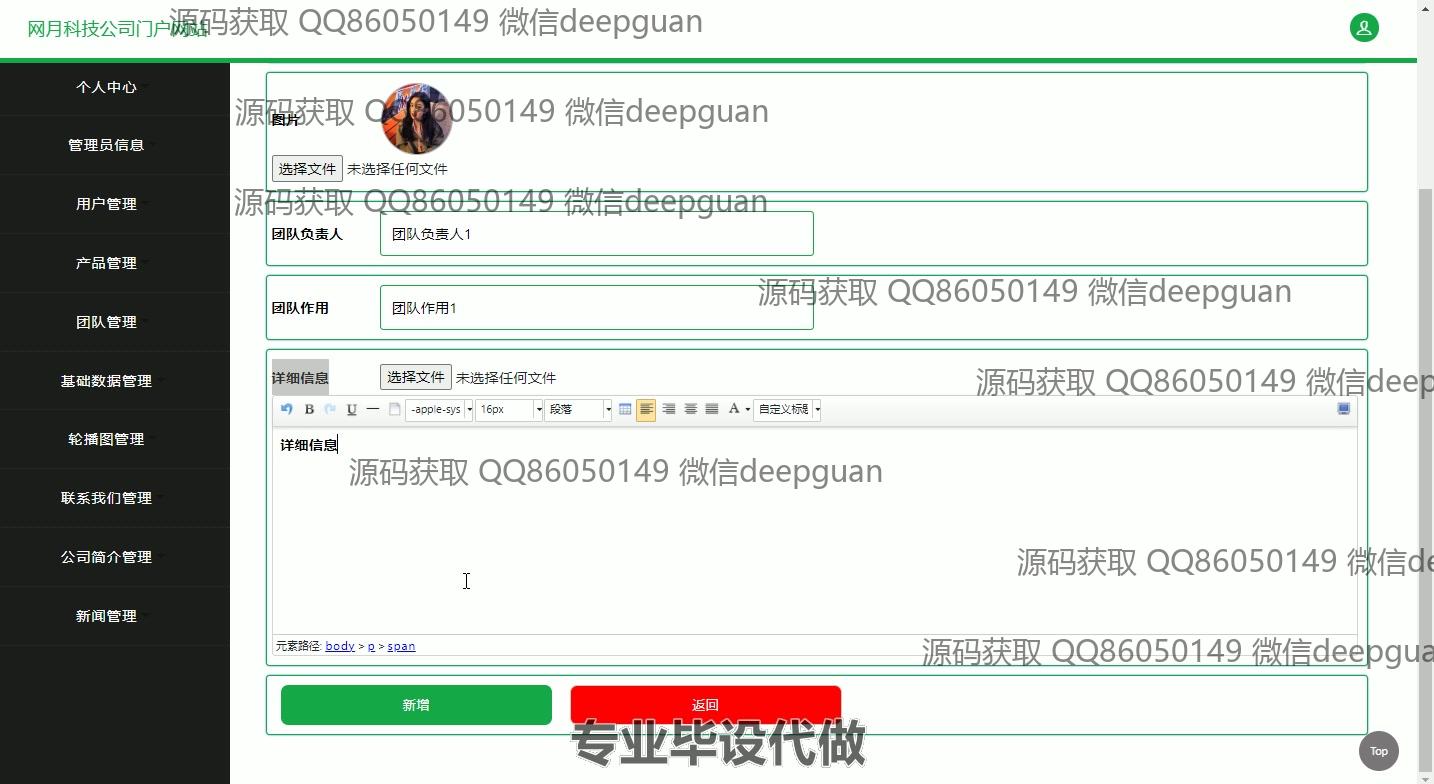 网月科技公司门户网站
源码获取 QQ86050149 微信deepguan
个人中心
管理员信息
用户管理
产品管理
团队管理
基础数据管理
轮播图管理
联系我们管理
公司简介管理
新闻管理
源码获取 QQ86050149 微信deepguan
图片
选择文件 未选择任何文件
源码获取 QQ86050149 微信deepguan
团队负责人 团队负责人1
源码获取 QQ86050149 微信deepguan
团队作用 团队作用1
详细信息 选择文件 未选择任何文件
源码获取 QQ86050149 微信deep
B U -apple-sys 16px 段落 A 自定义标题
详细信息
源码获取 QQ86050149 微信deepguan
源码获取 QQ86050149 微信de
元素路径: body > p > span
源码获取 QQ86050149 微信deepgua
新增 返回
专业毕设代做
Top